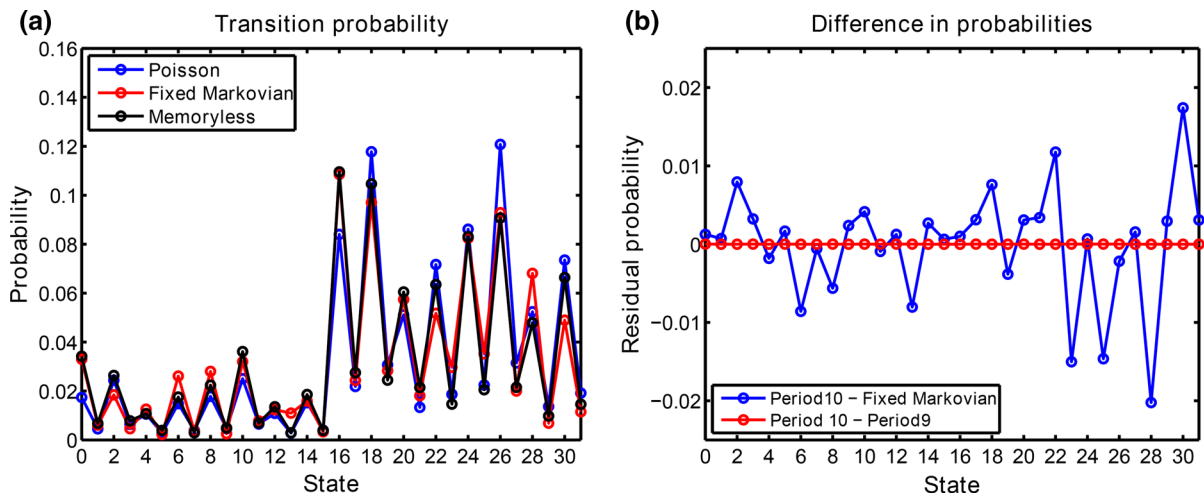 (a)
Transition probability
0.16
0.14
0.12
0.1
0.08
0.06
0.04
0.02
0
Probability
Poisson
Fixed Markovian
Memoryless
0 2 4 6 8 10 12 14 16 18 20 22 24 26 28 30
State
(b)
Difference in probabilities
0.02
0.01
0
−0.01
−0.02
Residual probability
Period10 − Fixed Markovian
Period 10 − Period9
0 2 4 6 8 10 12 14 16 18 20 22 24 26 28 30
State